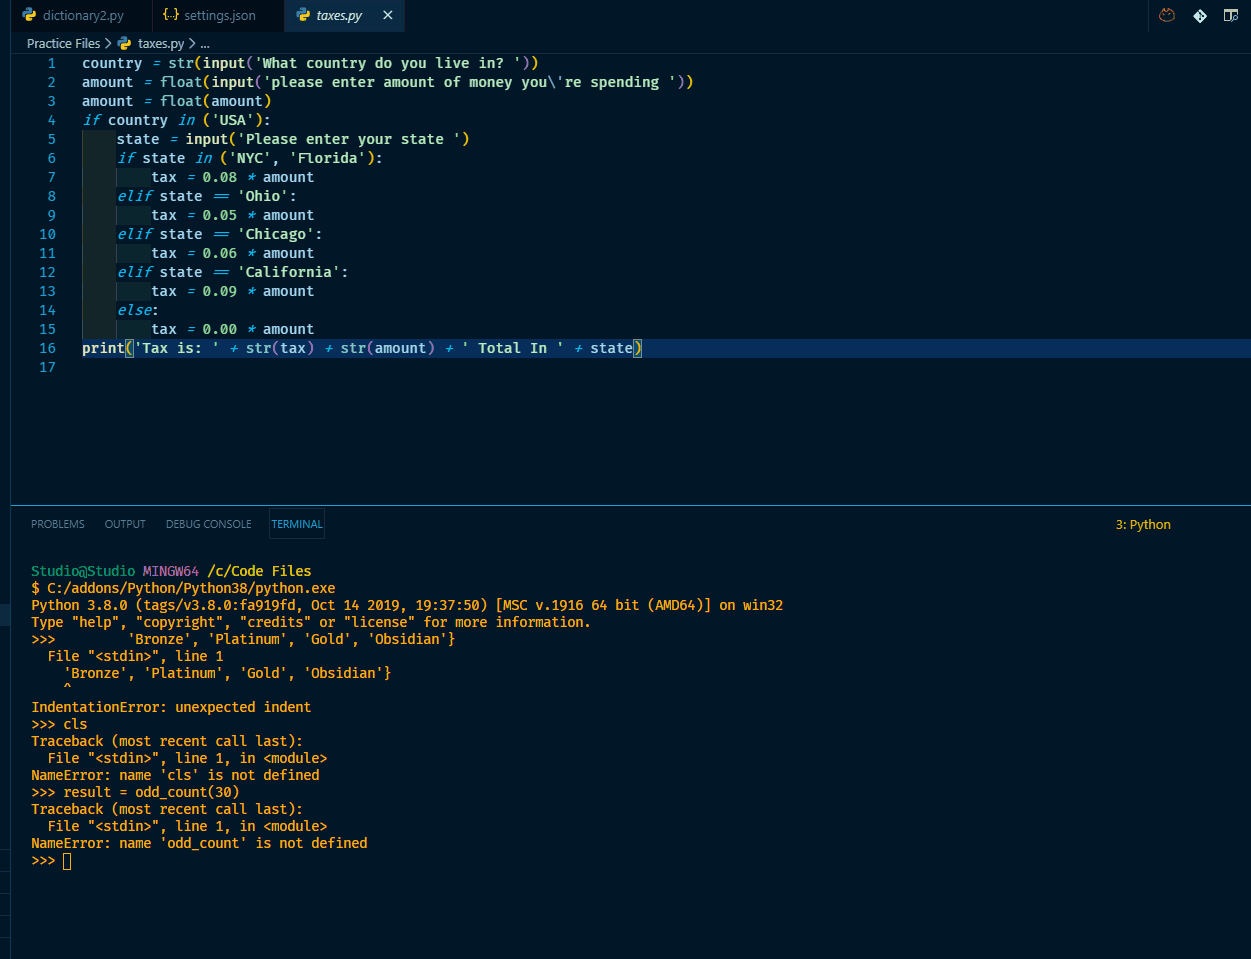 dictionary2.py {..} settings.json taxes.py ×
Practice Files > taxes.py > ...
1 country = str(input('What country do you live in? '))
2 amount = float(input('please enter amount of money you\'re spending '))
3 amount = float(amount)
4 if country in ('USA'):
5 state = input('Please enter your state ')
6 if state in ('NYC', 'Florida'):
7 tax = 0.08 * amount
8 elif state == 'Ohio':
9 tax = 0.05 * amount
10 elif state == 'Chicago':
11 tax = 0.06 * amount
12 elif state == 'California':
13 tax = 0.09 * amount
14 else:
15 tax = 0.00 * amount
16 print('Tax is: ' + str(tax) + str(amount) + ' Total In ' + state)
17
PROBLEMS OUTPUT DEBUG CONSOLE TERMINAL 3: Python
Studio@Studio MINGW64 /c/Code Files
$ C:/addons/Python/Python38/python.exe
Python 3.8.0 (tags/v3.8.0:fa919fd, Oct 14 2019, 19:37:50) [MSC v.1916 64 bit (AMD64)] on win32
Type "help", "copyright", "credits" or "license" for more information.
>>> 'Bronze', 'Platinum', 'Gold', 'Obsidian'}
File "<stdin>", line 1
'Bronze', 'Platinum', 'Gold', 'Obsidian'}
^
IndentationError: unexpected indent
>>> cls
Traceback (most recent call last):
File "<stdin>", line 1, in <module>
NameError: name 'cls' is not defined
>>> result = odd_count(30)
Traceback (most recent call last):
File "<stdin>", line 1, in <module>
NameError: name 'odd_count' is not defined
>>>